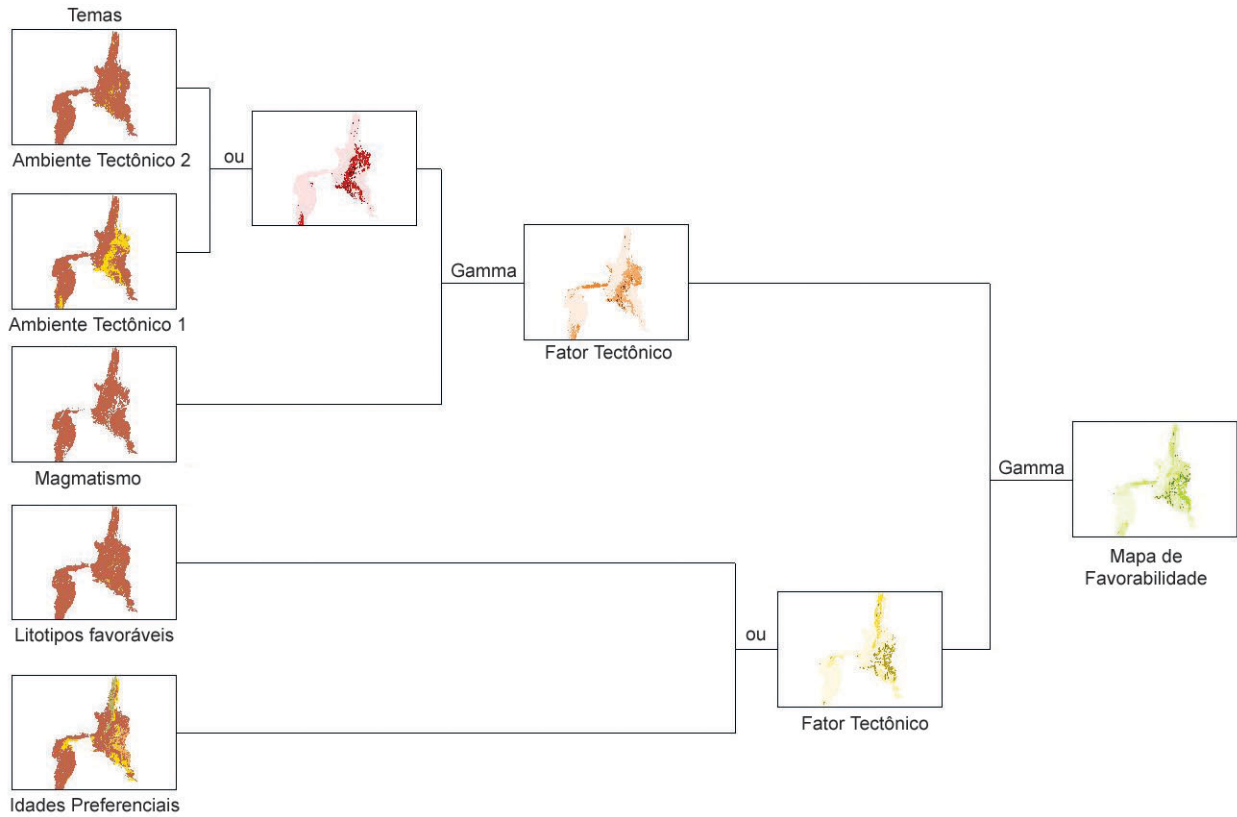 Temas
Ambiente Tectônico 2
ou
Ambiente Tectônico 1
Gamma
Fator Tectônico
Magmatismo
Gamma
Mapa de
Favorabilidade
Litotipos favoráveis
ou
Fator Tectônico
Idades Preferenciais